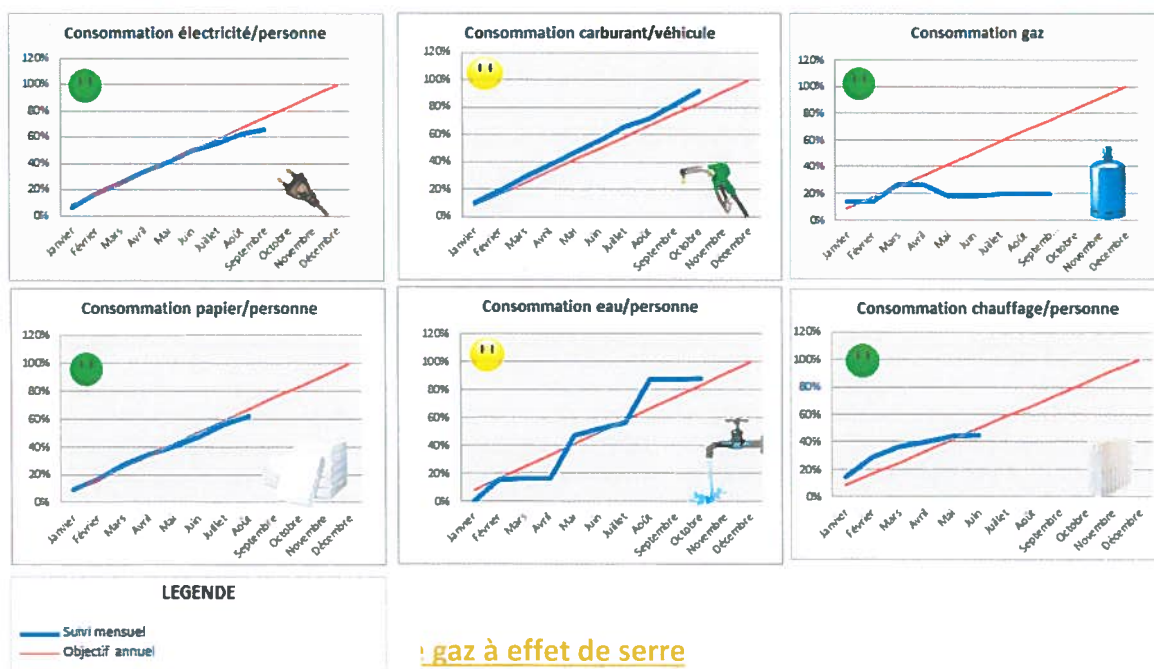 Consommation électricité/personne
120%
100%
80%
60%
40%
20%
0%
Janvier
Février
Mars
Avril
Mai
Juin
Juillet
Août
Septembre
Octobre
Novembre
Décembre
Consommation carburant/véhicule
120%
100%
80%
60%
40%
20%
0%
Janvier
Février
Mars
Avril
Mai
Juin
Juillet
Août
Septembre
Octobre
Novembre
Décembre
Consommation gaz
120%
100%
80%
60%
40%
20%
0%
Janvier
Février
Mars
Avril
Mai
Juin
Juillet
Août
Septemb...
Octobre
Novembre
Décembre
Consommation papier/personne
120%
100%
80%
60%
40%
20%
0%
Janvier
Février
Mars
Avril
Mai
Juin
Juillet
Août
Septembre
Octobre
Novembre
Décembre
Consommation eau/personne
120%
100%
80%
60%
40%
20%
0%
Janvier
Février
Mars
Avril
Mai
Juin
Juillet
Août
Septembre
Octobre
Novembre
Décembre
Consommation chauffage/personne
120%
100%
80%
60%
40%
20%
0%
Janvier
Février
Mars
Avril
Mai
Juin
Juillet
Août
Septembre
Octobre
Novembre
Décembre
LEGENDE
Suivi mensuel
Objectif annuel
gaz à effet de serre